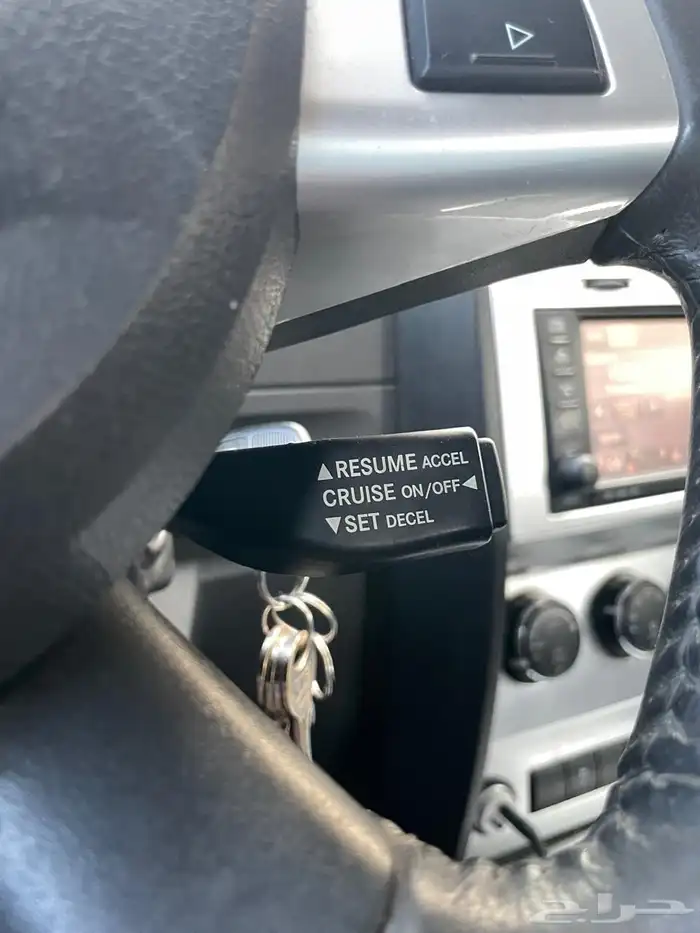 ▲RESUME ACCEL
CRUISE ON/OFF◀
▼SET DECEL
حراج